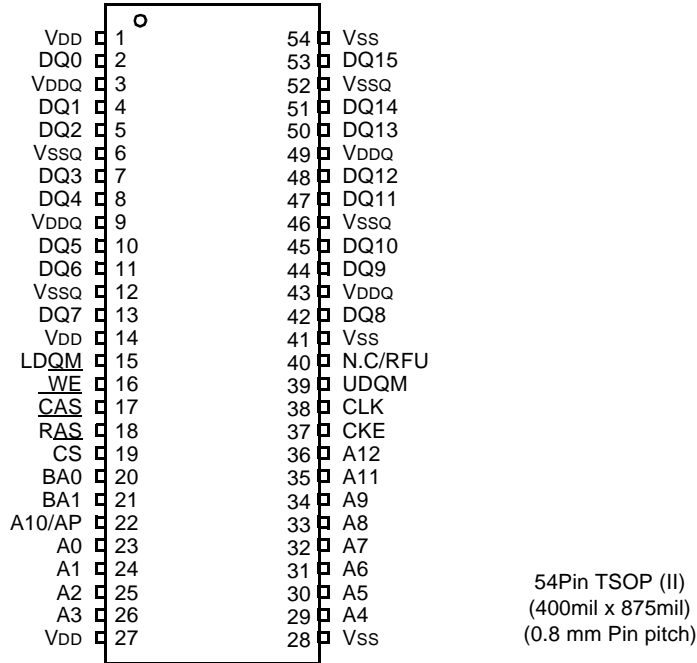 VDD 1 54 VSS
DQ0 2 53 DQ15
VDDQ 3 52 VSSQ
DQ1 4 51 DQ14
DQ2 5 50 DQ13
VSSQ 6 49 VDDQ
DQ3 7 48 DQ12
DQ4 8 47 DQ11
VDDQ 9 46 VSSQ
DQ5 10 45 DQ10
DQ6 11 44 DQ9
VSSQ 12 43 VDDQ
DQ7 13 42 DQ8
VDD 14 41 VSS
LDQM 15 40 N.C/RFU
WE 16 39 UDQM
CAS 17 38 CLK
RAS 18 37 CKE
CS 19 36 A12
BA0 20 35 A11
BA1 21 34 A9
A10/AP 22 33 A8
A0 23 32 A7
A1 24 31 A6
A2 25 30 A5
A3 26 29 A4
VDD 27 28 VSS
54Pin TSOP (II)
(400mil x 875mil)
(0.8 mm Pin pitch)